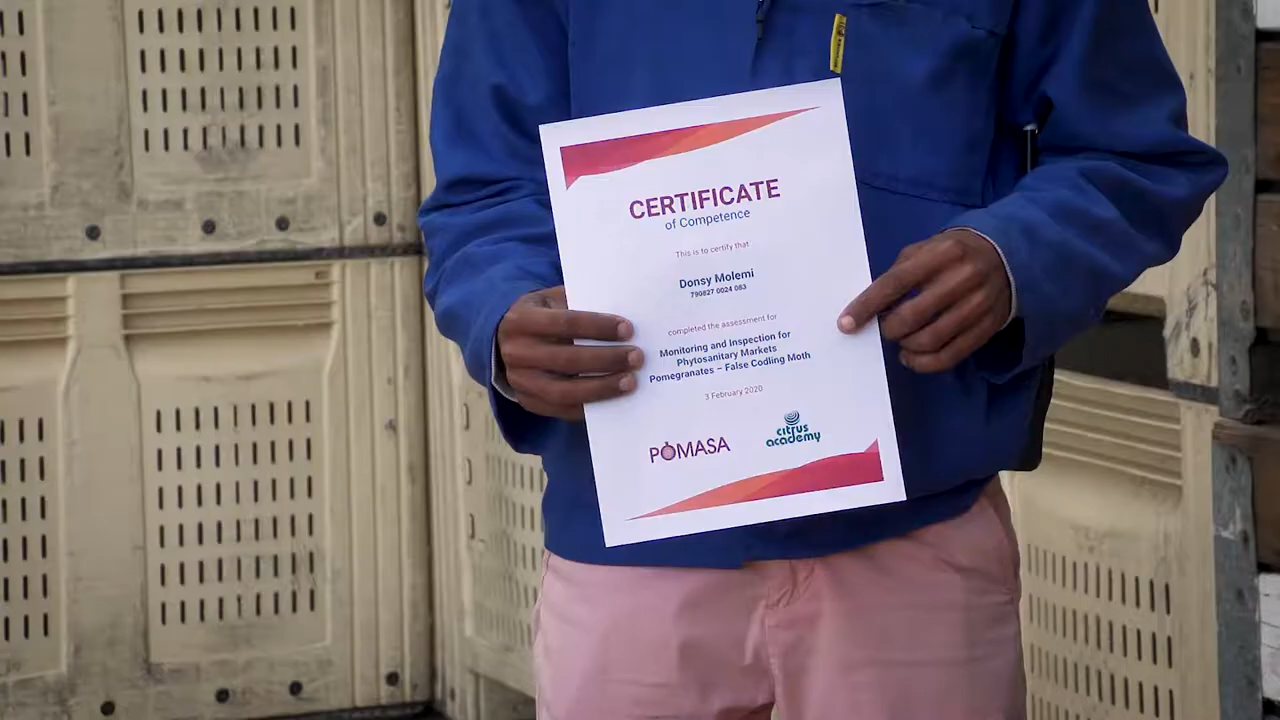 CERTIFICATE
of Competence
This is to certify that
Donsy Molemi
790827 0024 083
completed the assessment for
Monitoring and Inspection for
Phytosanitary Markets
Pomegranates – False Codling Moth
3 February 2020
POMASA
citrus
academy